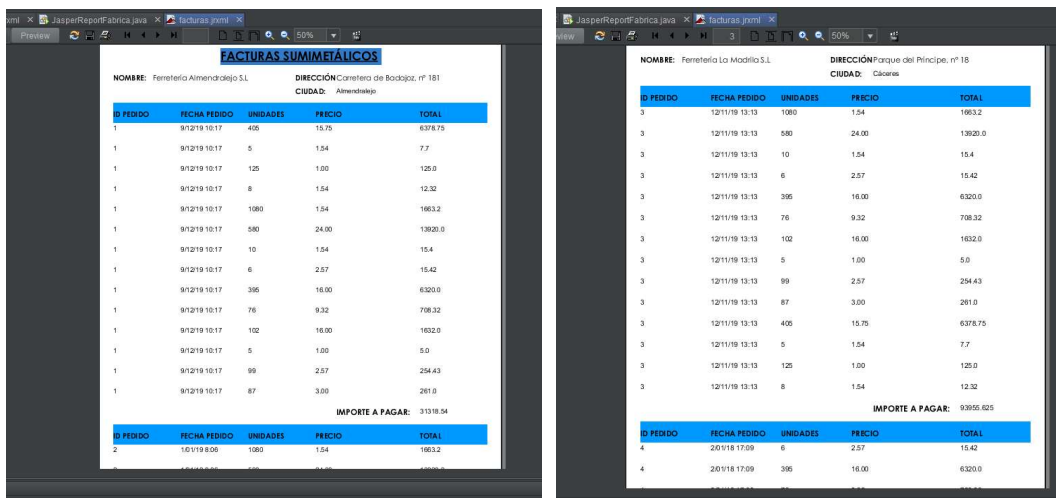 xml JasperReportFabrica.java facturas.jrxml
Preview 50%
FACTURAS SUMIMETÁLICOS
NOMBRE: Ferretería Almendralejo S.L DIRECCIÓN Carretera de Badajoz, nº 181
CIUDAD: Almendralejo
ID PEDIDO FECHA PEDIDO UNIDADES PRECIO TOTAL
1 9/12/19 10:17 405 15.75 6378.75
1 9/12/19 10:17 5 1.54 7.7
1 9/12/19 10:17 125 1.00 125.0
1 9/12/19 10:17 8 1.54 12.32
1 9/12/19 10:17 1080 1.54 1663.2
1 9/12/19 10:17 580 24.00 13920.0
1 9/12/19 10:17 10 1.54 15.4
1 9/12/19 10:17 6 2.57 15.42
1 9/12/19 10:17 395 16.00 6320.0
1 9/12/19 10:17 76 9.32 708.32
1 9/12/19 10:17 102 16.00 1632.0
1 9/12/19 10:17 5 1.00 5.0
1 9/12/19 10:17 99 2.57 254.43
1 9/12/19 10:17 87 3.00 261.0
IMPORTE A PAGAR: 31318.54
ID PEDIDO FECHA PEDIDO UNIDADES PRECIO TOTAL
2 1/01/19 8:06 1080 1.54 1663.2
JasperReportFabrica.java facturas.jrxml
view 3 50%
NOMBRE: Ferretería La Madrila S.L DIRECCIÓN Parque del Príncipe, nº 18
CIUDAD: Cáceres
ID PEDIDO FECHA PEDIDO UNIDADES PRECIO TOTAL
3 12/11/19 13:13 1080 1.54 1663.2
3 12/11/19 13:13 580 24.00 13920.0
3 12/11/19 13:13 10 1.54 15.4
3 12/11/19 13:13 6 2.57 15.42
3 12/11/19 13:13 395 16.00 6320.0
3 12/11/19 13:13 76 9.32 708.32
3 12/11/19 13:13 102 16.00 1632.0
3 12/11/19 13:13 5 1.00 5.0
3 12/11/19 13:13 99 2.57 254.43
3 12/11/19 13:13 87 3.00 261.0
3 12/11/19 13:13 405 15.75 6378.75
3 12/11/19 13:13 5 1.54 7.7
3 12/11/19 13:13 125 1.00 125.0
3 12/11/19 13:13 8 1.54 12.32
IMPORTE A PAGAR: 93955.625
ID PEDIDO FECHA PEDIDO UNIDADES PRECIO TOTAL
4 2/01/18 17:09 6 2.57 15.42
4 2/01/18 17:09 395 16.00 6320.0